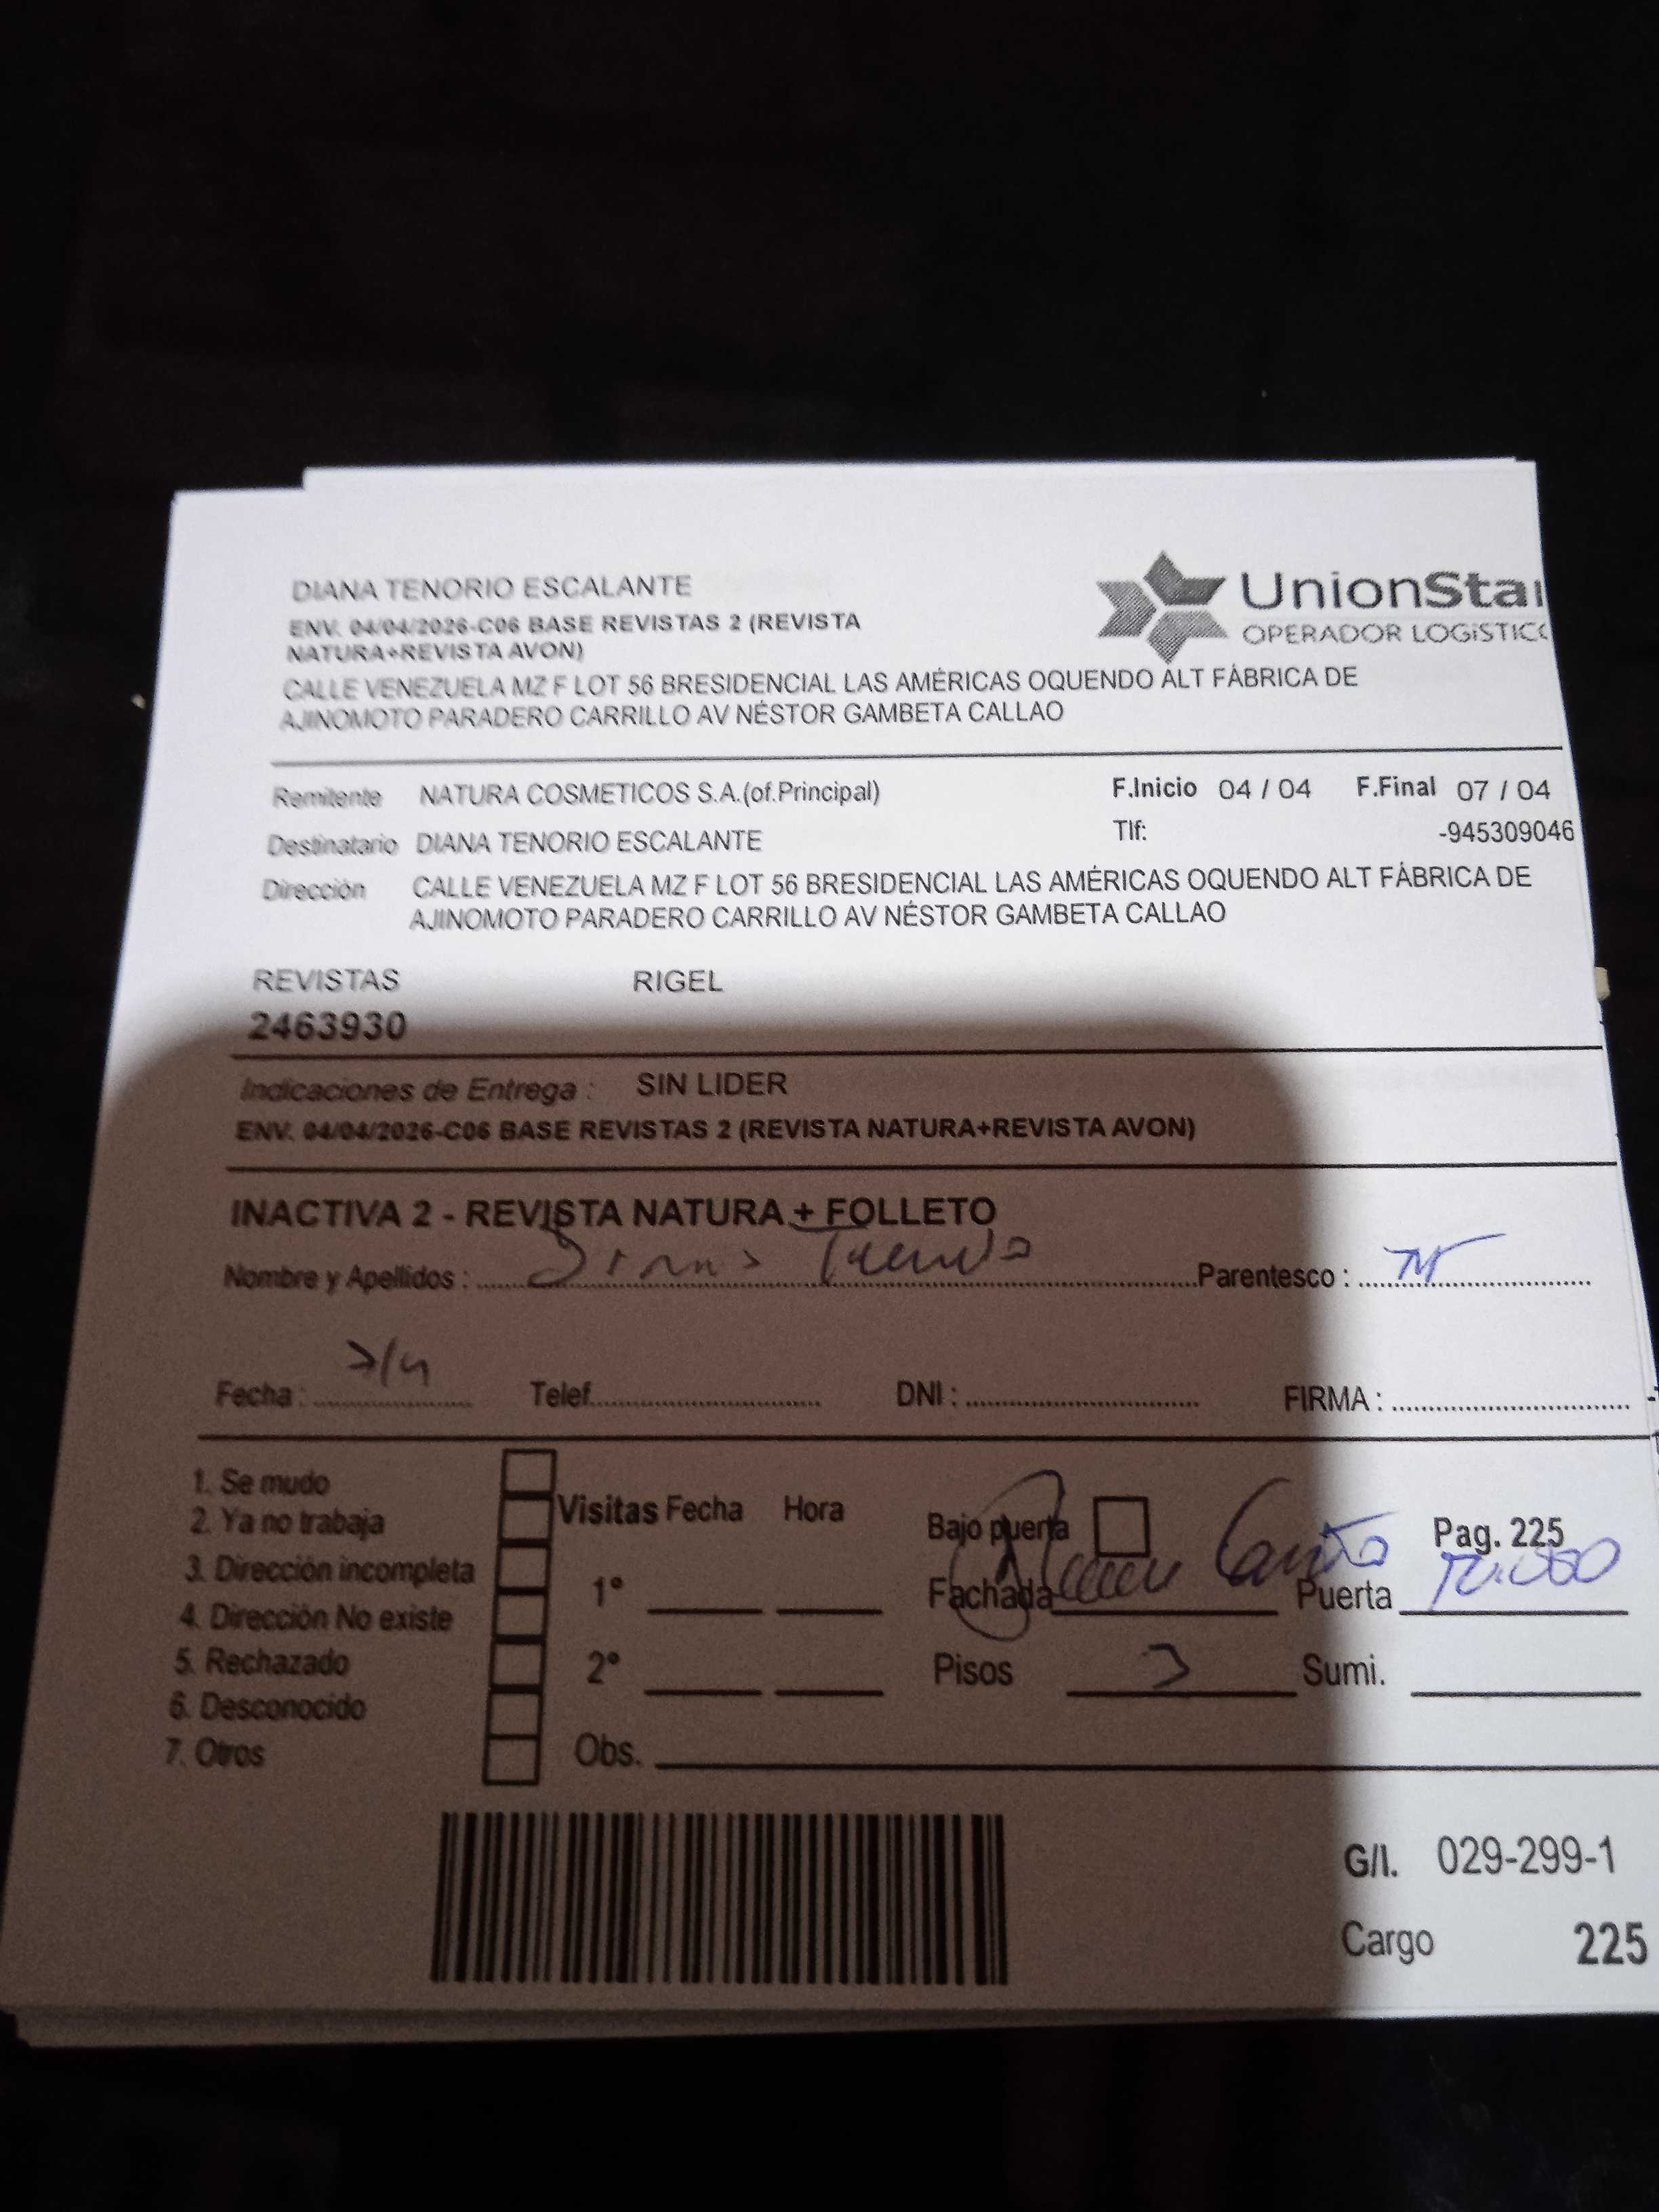 DIANA TENORIO ESCALANTE
ENV. 04/04/2026-C06 BASE REVISTAS 2 (REVISTA
NATURA+REVISTA AVON)
CALLE VENEZUELA MZ F LOT 56 BRESIDENCIAL LAS AMÉRICAS OQUENDO ALT FÁBRICA DE
AJINOMOTO PARADERO CARRILLO AV NÉSTOR GAMBETA CALLAO
UnionStar
OPERADOR LOGíSTICO
Remitente NATURA COSMETICOS S.A.(of.Principal) F.Inicio 04 / 04 F.Final 07 / 04
Destinatario DIANA TENORIO ESCALANTE Tlf: -945309046
Dirección CALLE VENEZUELA MZ F LOT 56 BRESIDENCIAL LAS AMÉRICAS OQUENDO ALT FÁBRICA DE
AJINOMOTO PARADERO CARRILLO AV NÉSTOR GAMBETA CALLAO
REVISTAS RIGEL
2463930
Indicaciones de Entrega : SIN LIDER
ENV. 04/04/2026-C06 BASE REVISTAS 2 (REVISTA NATURA+REVISTA AVON)
INACTIVA 2 - REVISTA NATURA + FOLLETO
Nombre y Apellidos : Parentesco :
Fecha : 7/4 Telef. DNI : FIRMA :
1. Se mudo
2. Ya no trabaja
3. Dirección incompleta
4. Dirección No existe
5. Rechazado
6. Desconocido
7. Otros
Visitas Fecha Hora
1°
2°
Obs.
Bajo puerta Pag. 225
Fachada Puerta
Pisos Sumi.
G/I. 029-299-1
Cargo 225